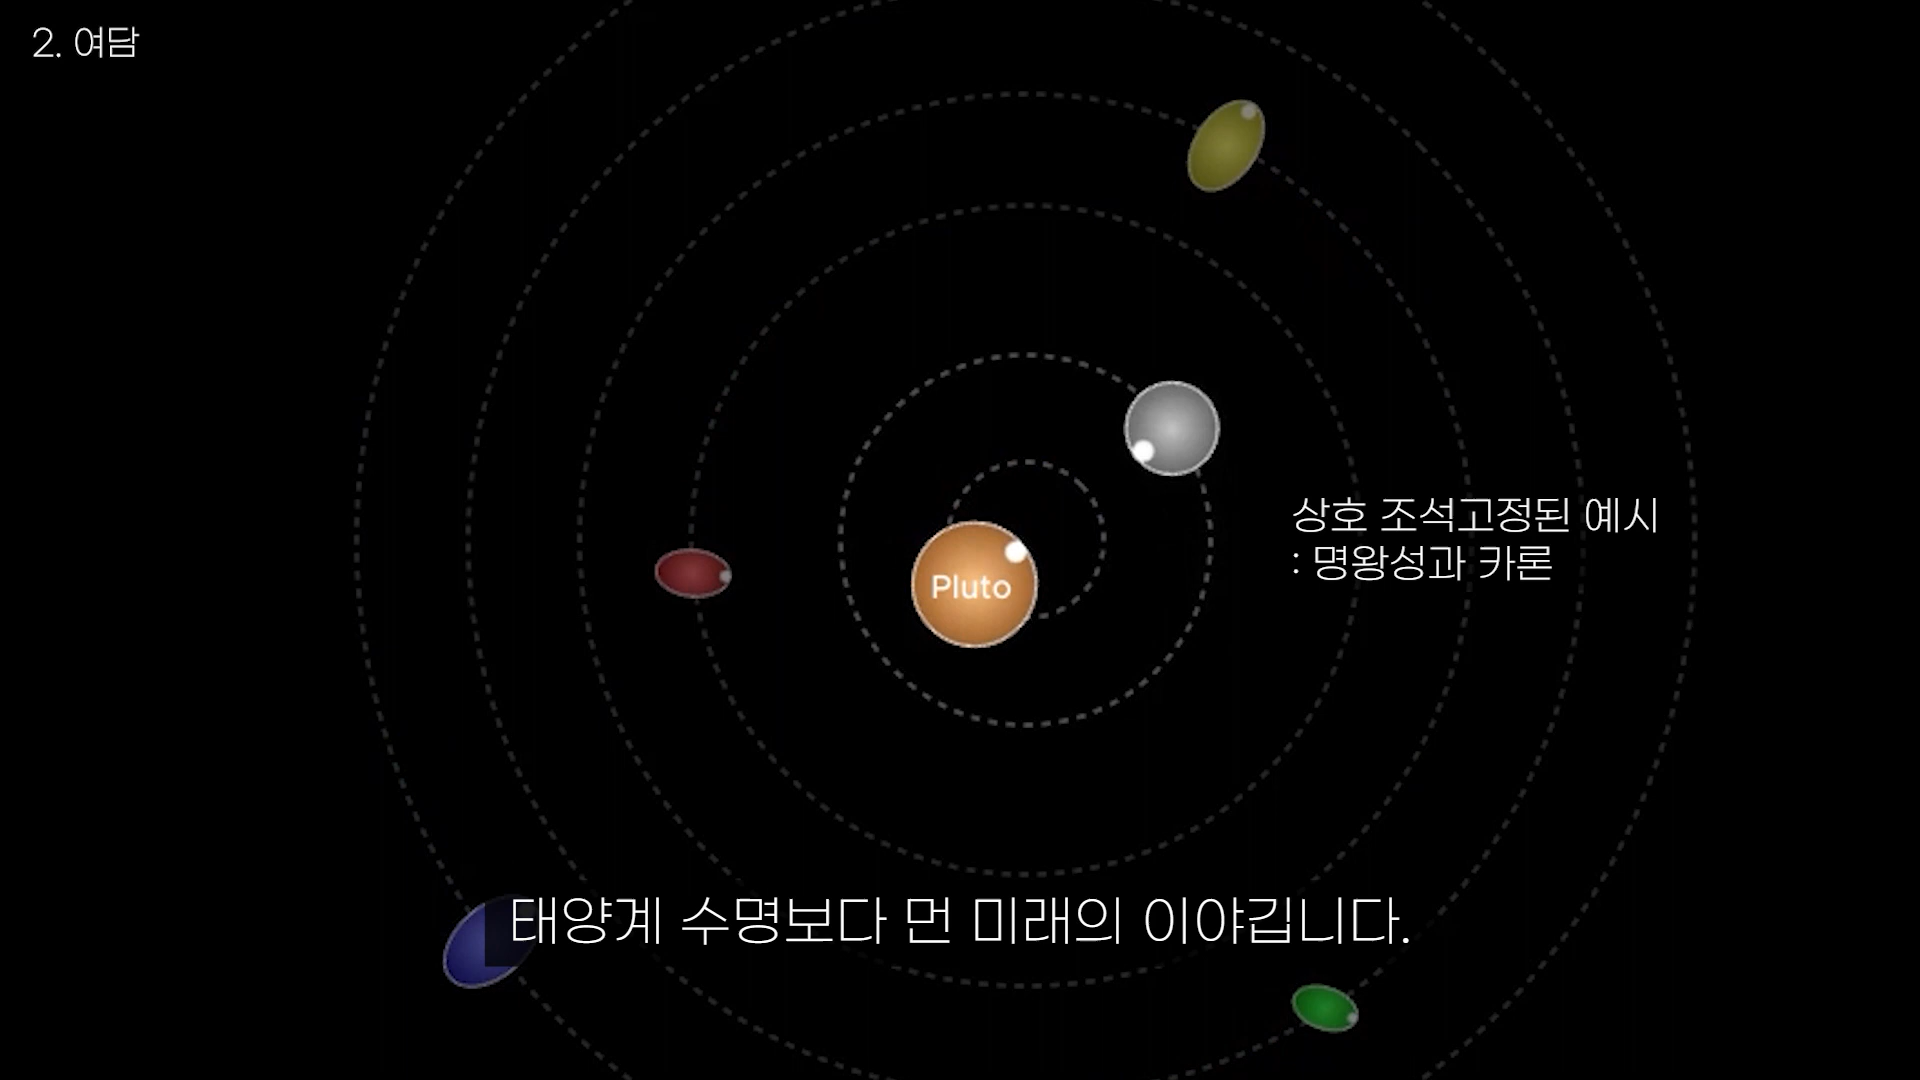 2. 여담
Pluto
상호 조석고정된 예시
: 명왕성과 카론
태양계 수명보다 먼 미래의 이야깁니다.